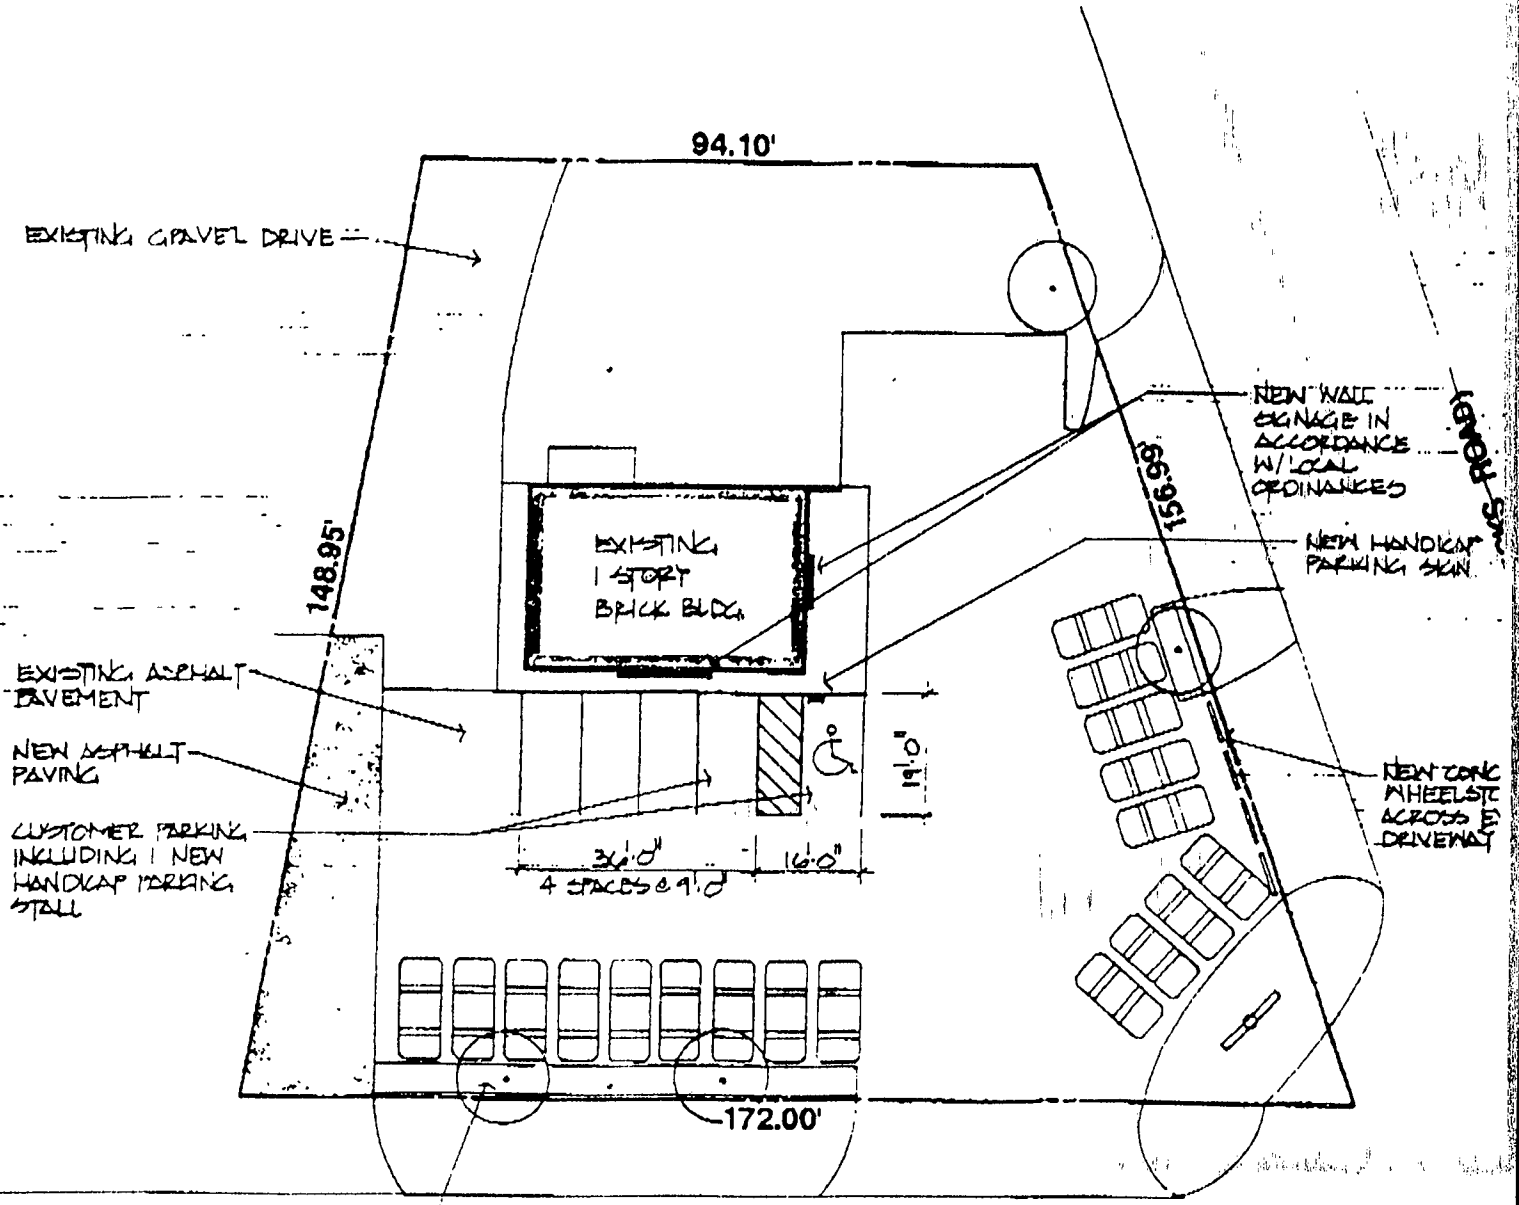 94.10'
EXISTING GRAVEL DRIVE
NEW WALL
SIGNAGE IN
ACCORDANCE
W/ LOCAL
ORDINANCES
156.99'
ROAD)
148.95'
EXISTING
1 STORY
BRICK BLDG.
NEW HANDICAP
PARKING SIGN
EXISTING ASPHALT
PAVEMENT
NEW ASPHALT
PAVING
19'.0"
NEW CONC
WHEELST
ACROSS E
DRIVEWAY
CUSTOMER PARKING
INCLUDING 1 NEW
HANDICAP PARKING
STALL
36'.0"
16'.0"
4 SPACES @ 9'.0"
172.00'